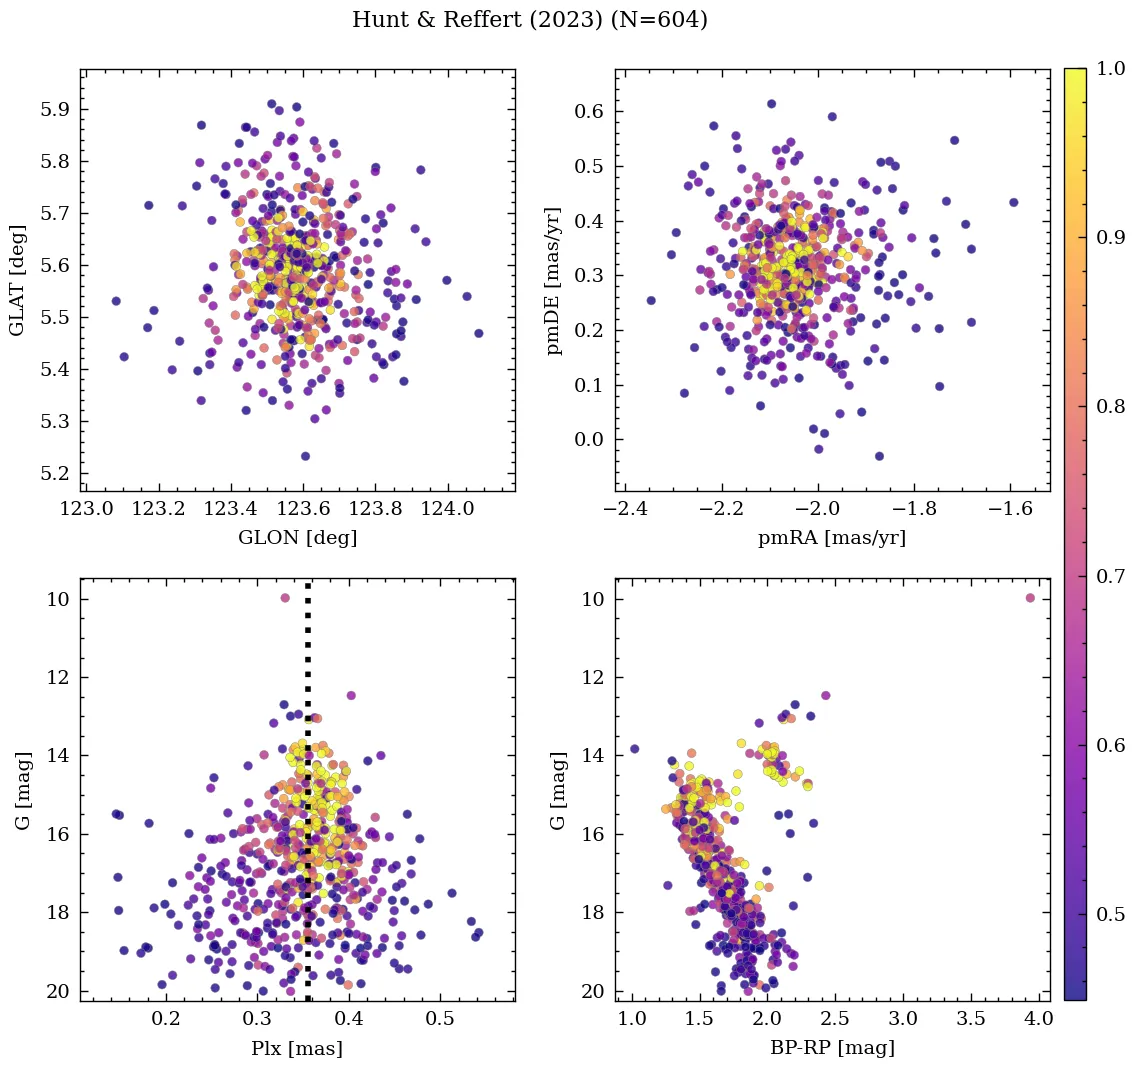 Hunt & Reffert (2023) (N=604)
5.9
5.8
5.7
5.6
5.5
5.4
5.3
5.2
GLAT [deg]
123.0 123.2 123.4 123.6 123.8 124.0
GLON [deg]
0.6
0.5
0.4
0.3
0.2
0.1
0.0
pmDE [mas/yr]
−2.4 −2.2 −2.0 −1.8 −1.6
pmRA [mas/yr]
10
12
14
16
18
20
G [mag]
0.2 0.3 0.4 0.5
Plx [mas]
10
12
14
16
18
20
G [mag]
1.0 1.5 2.0 2.5 3.0 3.5 4.0
BP-RP [mag]
1.0
0.9
0.8
0.7
0.6
0.5